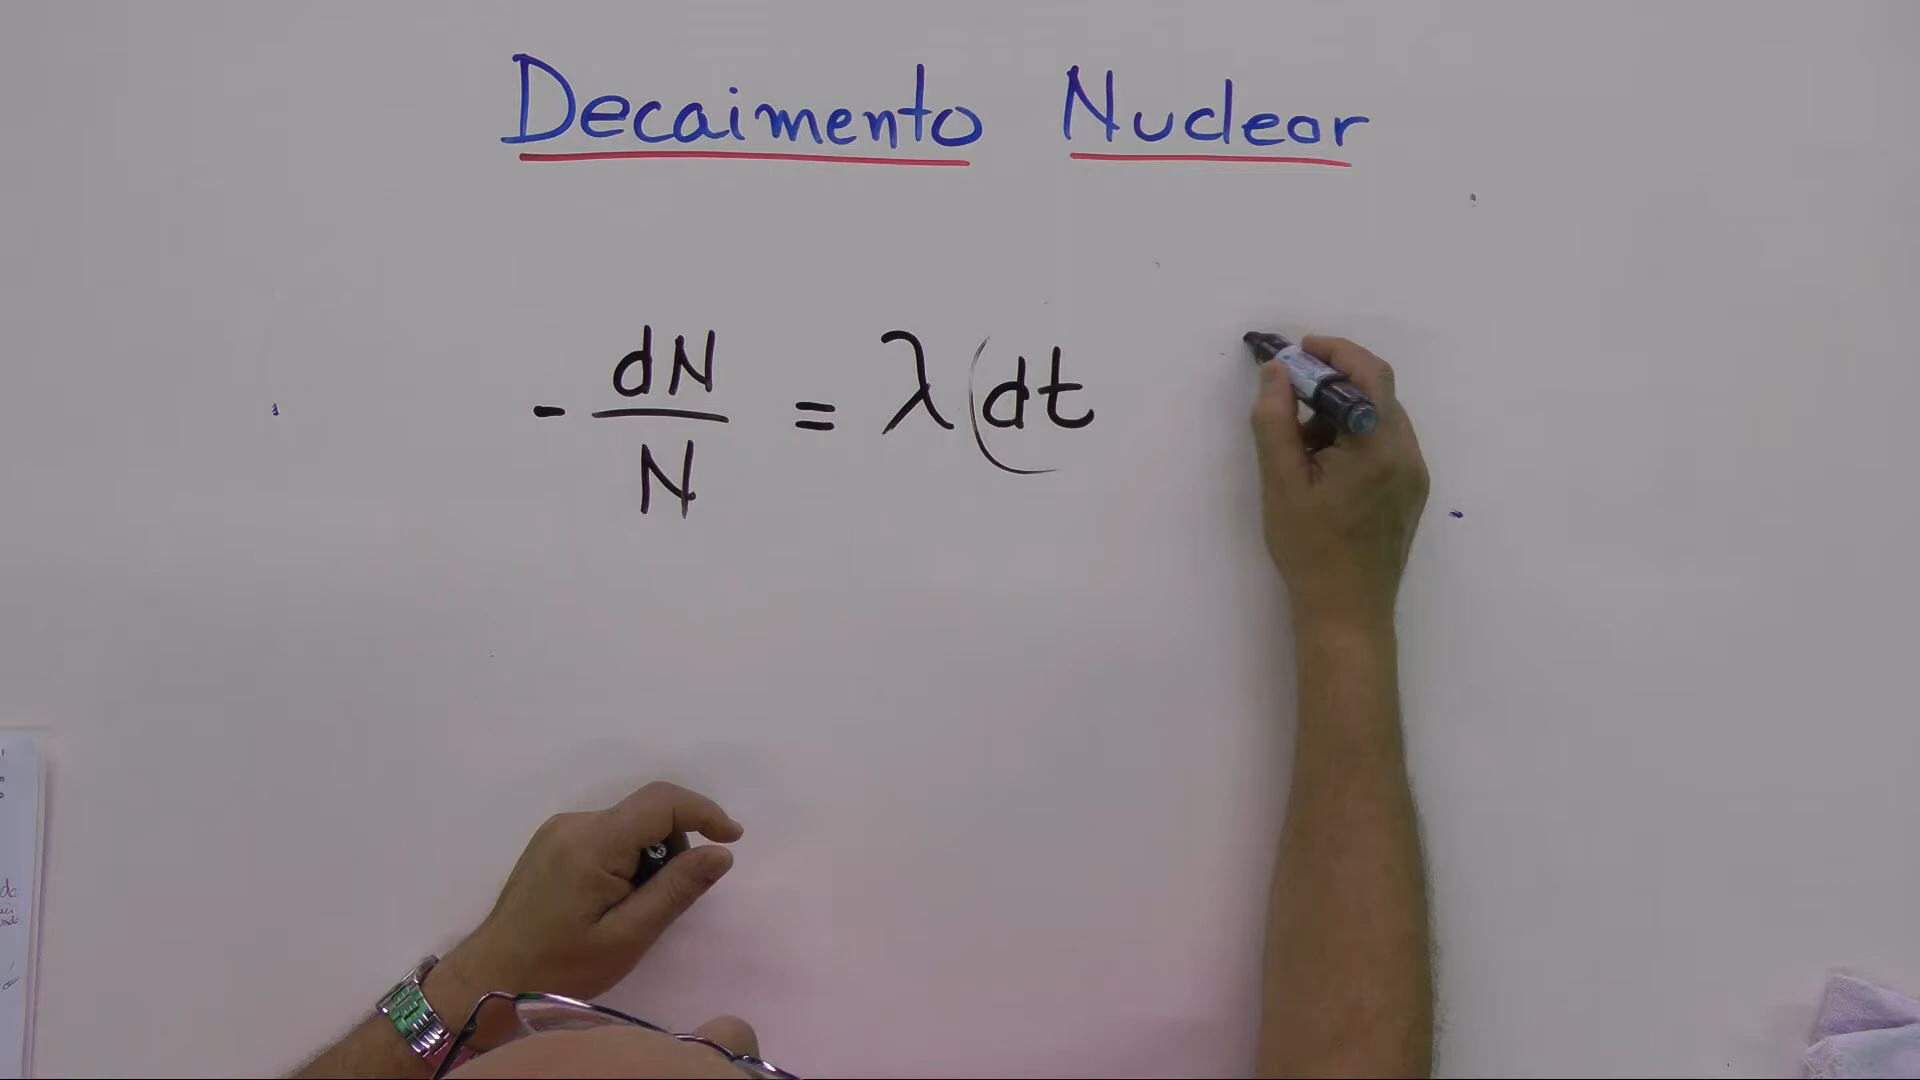 Decaimento Nuclear
- dN/N = λ(dt